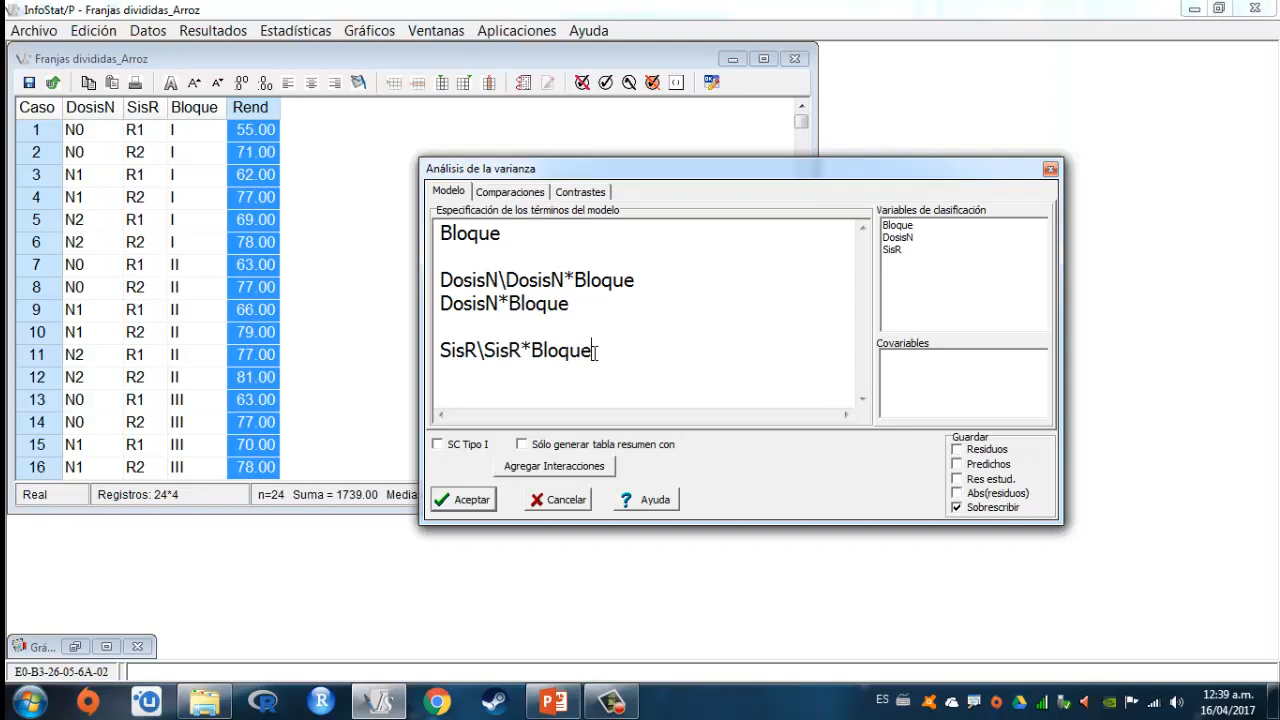 InfoStat/P - Franjas divididas_Arroz
Archivo Edición Datos Resultados Estadísticas Gráficos Ventanas Aplicaciones Ayuda
Franjas divididas_Arroz
Caso DosisN SisR Bloque Rend
1 N0 R1 I 55.00
2 N0 R2 I 71.00
3 N1 R1 I 62.00
4 N1 R2 I 77.00
5 N2 R1 I 69.00
6 N2 R2 I 78.00
7 N0 R1 II 63.00
8 N0 R2 II 77.00
9 N1 R1 II 66.00
10 N1 R2 II 79.00
11 N2 R1 II 77.00
12 N2 R2 II 81.00
13 N0 R1 III 63.00
14 N0 R2 III 77.00
15 N1 R1 III 70.00
16 N1 R2 III 78.00
Real Registros: 24*4 n=24 Suma = 1739.00 Media
Análisis de la varianza
Modelo Comparaciones Contrastes
Especificación de los términos del modelo
Bloque
DosisN\DosisN*Bloque
DosisN*Bloque
SisR\SisR*Bloque
Variables de clasificación
Bloque
DosisN
SisR
Covariables
SC Tipo I Sólo generar tabla resumen con
Agregar Interacciones
Aceptar Cancelar Ayuda
Guardar
Residuos
Predichos
Res estud.
Abs(residuos)
Sobrescribir
Grá...
E0-B3-26-05-6A-02
ES
12:39 a.m.
16/04/2017